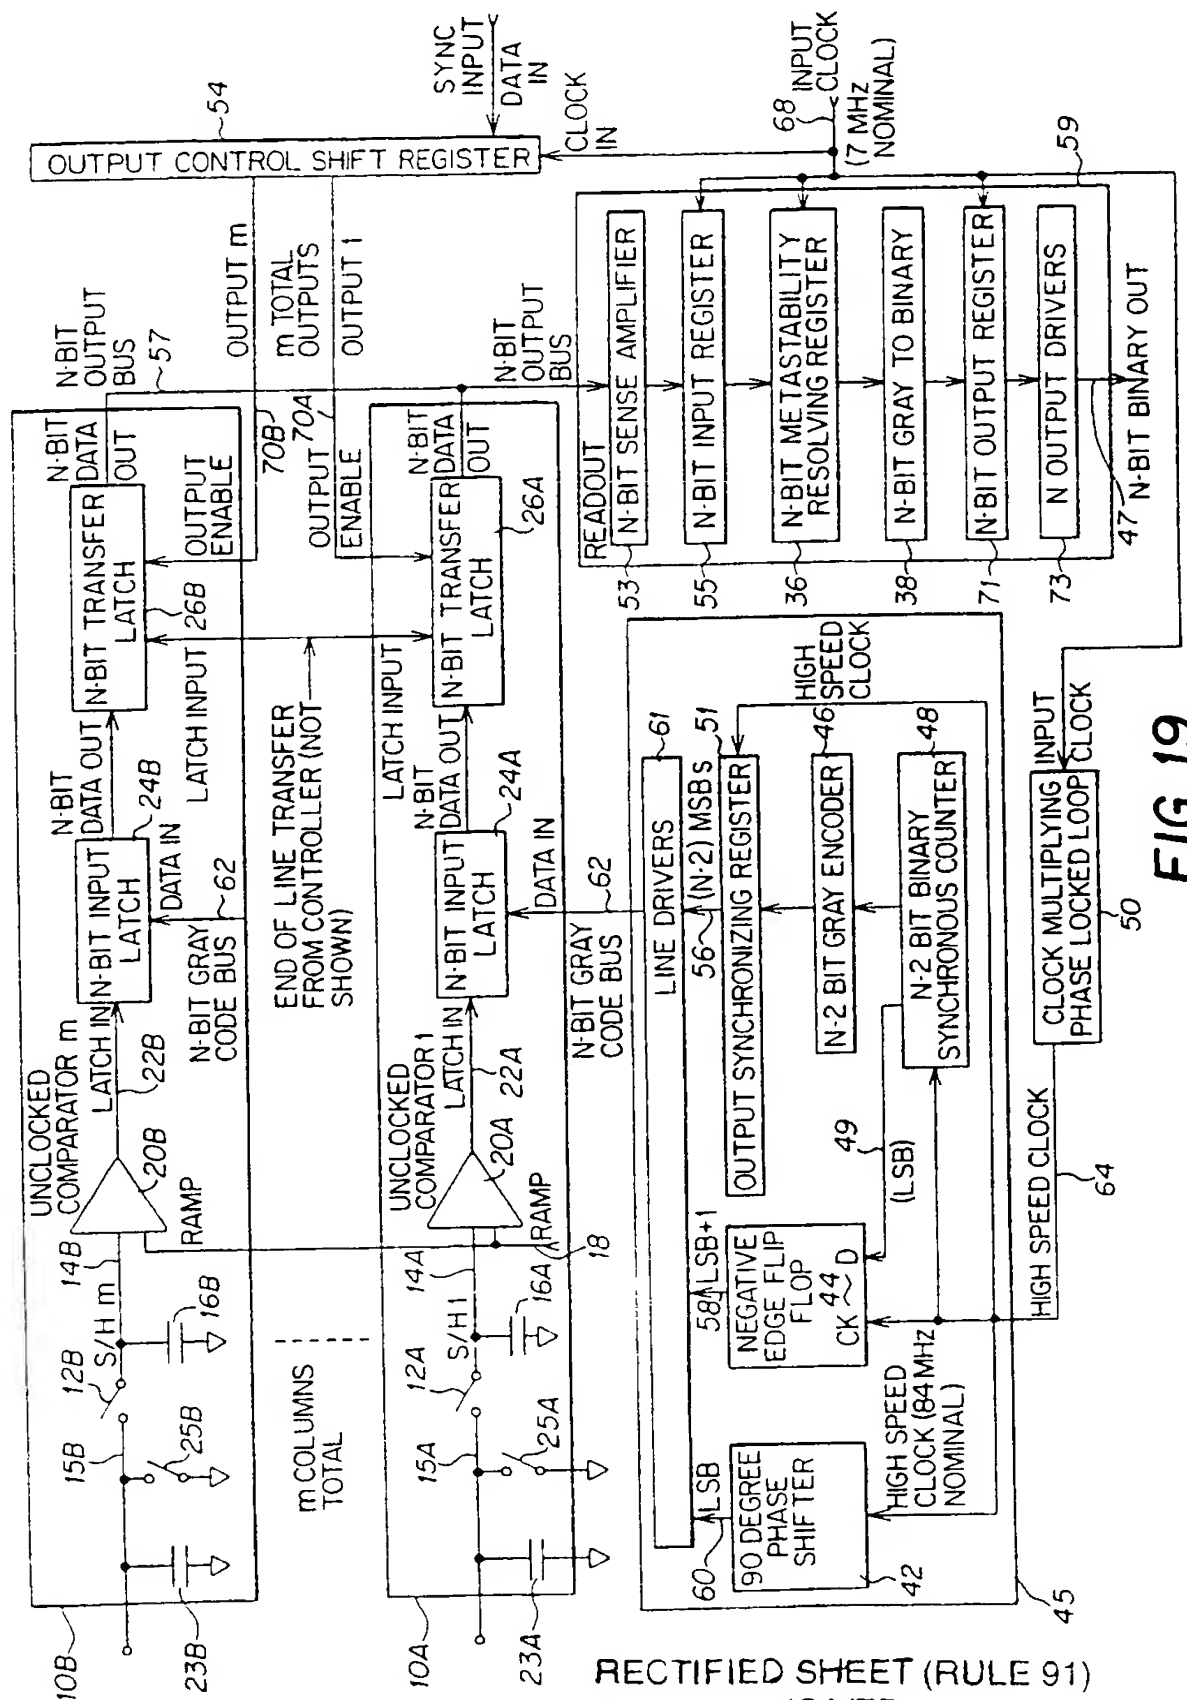 10B
23B
15B
25B
12B
S/H m
16B
14B
UNCLOCKED
COMPARATOR m
20B
RAMP
LATCH IN
22B
N-BIT INPUT
LATCH
24B
DATA IN
N-BIT GRAY
CODE BUS
62
N-BIT
DATA OUT
N-BIT TRANSFER
LATCH
26B
LATCH INPUT
OUTPUT
ENABLE
70B
N-BIT
DATA
OUT
N-BIT
OUTPUT
BUS
57
OUTPUT m
m TOTAL
OUTPUTS
OUTPUT 1
70A
OUTPUT CONTROL SHIFT REGISTER
54
SYNC
INPUT
DATA
IN
CLOCK
IN
m COLUMNS
TOTAL
END OF LINE TRANSFER
FROM CONTROLLER (NOT
SHOWN)
10A
23A
15A
25A
12A
S/H 1
16A
14A
18
UNCLOCKED
COMPARATOR 1
20A
RAMP
LATCH IN
22A
N-BIT INPUT
LATCH
24A
DATA IN
N-BIT GRAY
CODE BUS
62
N-BIT
DATA OUT
LATCH INPUT
N-BIT TRANSFER
LATCH
26A
OUTPUT
ENABLE
N-BIT
DATA
OUT
N-BIT
OUTPUT
BUS
LINE DRIVERS
61
60
LSB
90 DEGREE
PHASE
SHIFTER
42
58
LSB+1
NEGATIVE
EDGE FLIP
FLOP
44
CK
D
56
(N-2) MSBs
51
OUTPUT SYNCHRONIZING REGISTER
HIGH
SPEED
CLOCK
N-2 BIT GRAY ENCODER
46
N-2 BIT BINARY
SYNCHRONOUS COUNTER
48
49
(LSB)
HIGH SPEED
CLOCK (84 MHz
NOMINAL)
45
HIGH SPEED CLOCK
64
CLOCK MULTIPLYING
PHASE LOCKED LOOP
50
INPUT
CLOCK
READOUT
N-BIT SENSE AMPLIFIER
53
N-BIT INPUT REGISTER
55
N-BIT METASTABILITY
RESOLVING REGISTER
36
N-BIT GRAY TO BINARY
38
N-BIT OUTPUT REGISTER
71
N OUTPUT DRIVERS
73
47
N-BIT BINARY OUT
59
68
INPUT
CLOCK
(7 MHz
NOMINAL)
FIG 19
RECTIFIED SHEET (RULE 91)